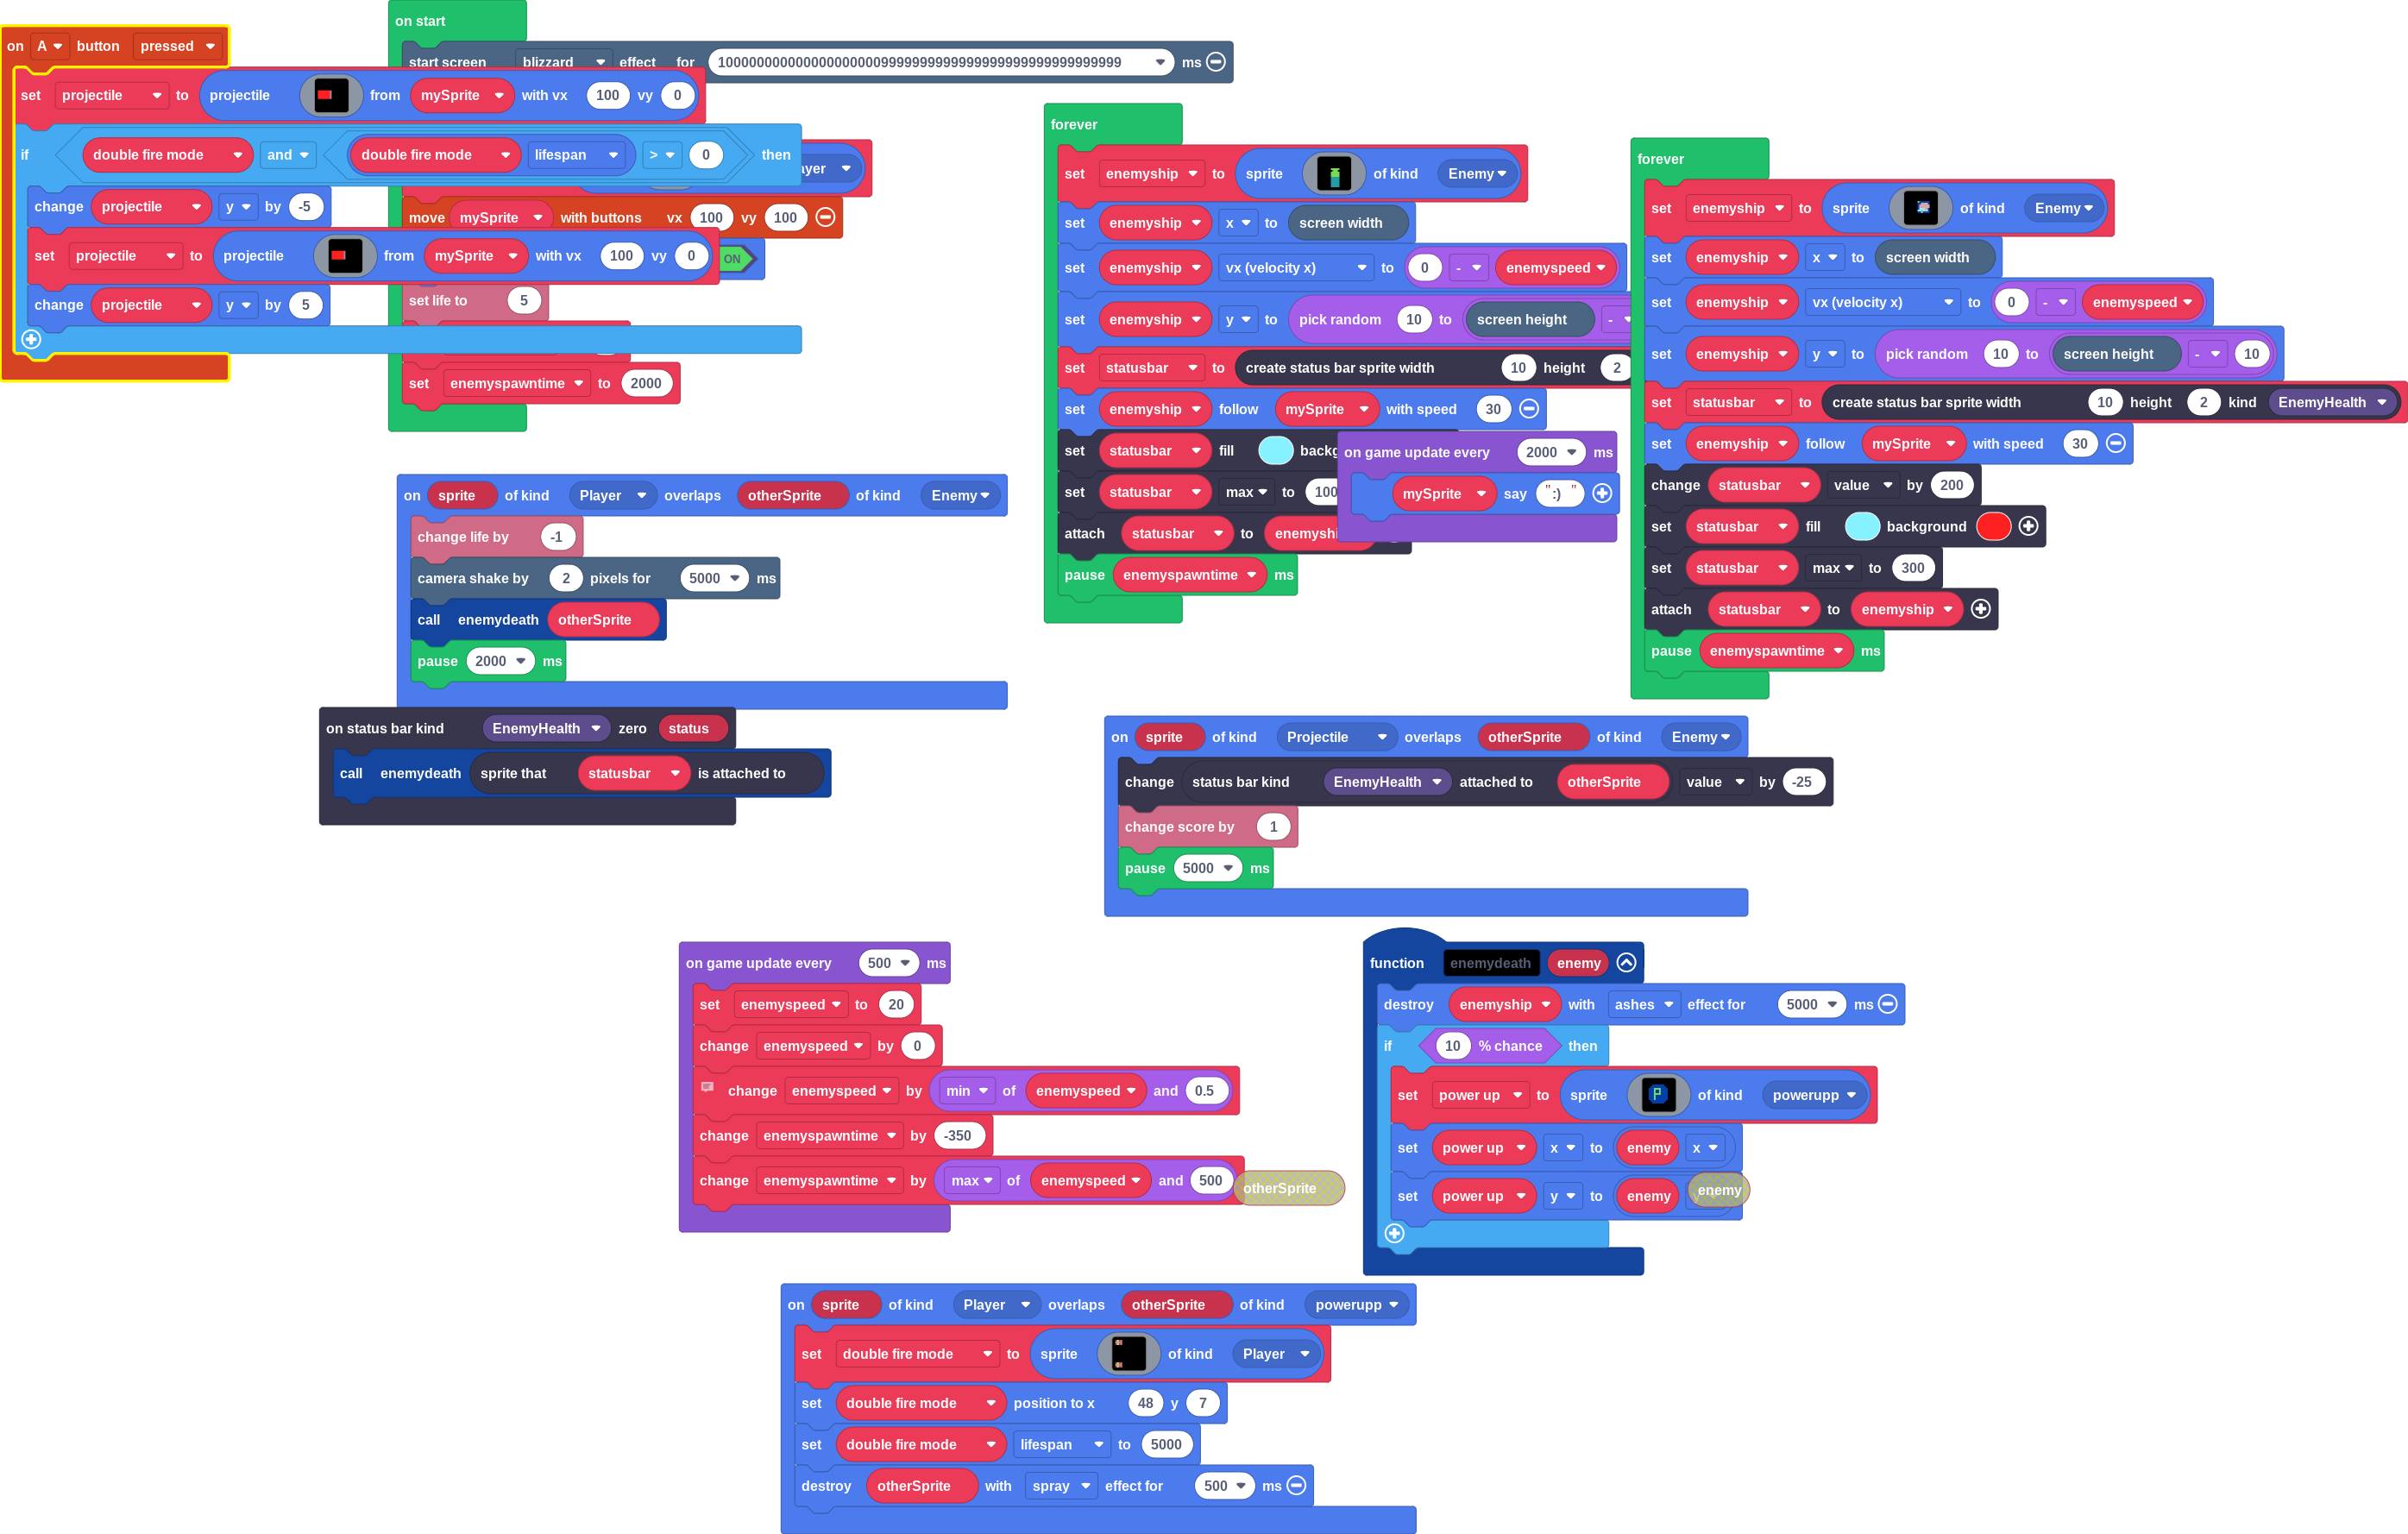 on start
start screen blizzard effect for 10000000000000000000999999999999999999999999999999 ms
on A button pressed
set projectile to projectile from mySprite with vx 100 vy 0
if double fire mode and double fire mode lifespan > 0 then
change projectile y by -5
set projectile to projectile from mySprite with vx 100 vy 0
change projectile y by 5
move mySprite with buttons vx 100 vy 100
ON
set life to 5
set enemyspawntime to 2000
forever
set enemyship to sprite of kind Enemy
set enemyship x to screen width
set enemyship vx (velocity x) to 0 - enemyspeed
set enemyship y to pick random 10 to screen height -
set statusbar to create status bar sprite width 10 height 2
set enemyship follow mySprite with speed 30
set statusbar fill
set statusbar max to 100
attach statusbar to
pause enemyspawntime ms
on game update every 2000 ms
mySprite say ":)"
forever
set enemyship to sprite of kind Enemy
set enemyship x to screen width
set enemyship vx (velocity x) to 0 - enemyspeed
set enemyship y to pick random 10 to screen height - 10
set statusbar to create status bar sprite width 10 height 2 kind EnemyHealth
set enemyship follow mySprite with speed 30
change statusbar value by 200
set statusbar fill background
set statusbar max to 300
attach statusbar to enemyship
pause enemyspawntime ms
on sprite of kind Player overlaps otherSprite of kind Enemy
change life by -1
camera shake by 2 pixels for 5000 ms
call enemydeath otherSprite
pause 2000 ms
on status bar kind EnemyHealth zero status
call enemydeath sprite that statusbar is attached to
on sprite of kind Projectile overlaps otherSprite of kind Enemy
change status bar kind EnemyHealth attached to otherSprite value by -25
change score by 1
pause 5000 ms
on game update every 500 ms
set enemyspeed to 20
change enemyspeed by 0
change enemyspeed by min of enemyspeed and 0.5
change enemyspawntime by -350
change enemyspawntime by max of enemyspeed and 500
otherSprite
function enemydeath enemy
destroy enemyship with ashes effect for 5000 ms
if 10 % chance then
set power up to sprite of kind powerupp
set power up x to enemy x
set power up y to enemy
enemy
on sprite of kind Player overlaps otherSprite of kind powerupp
set double fire mode to sprite of kind Player
set double fire mode position to x 48 y 7
set double fire mode lifespan to 5000
destroy otherSprite with spray effect for 500 ms